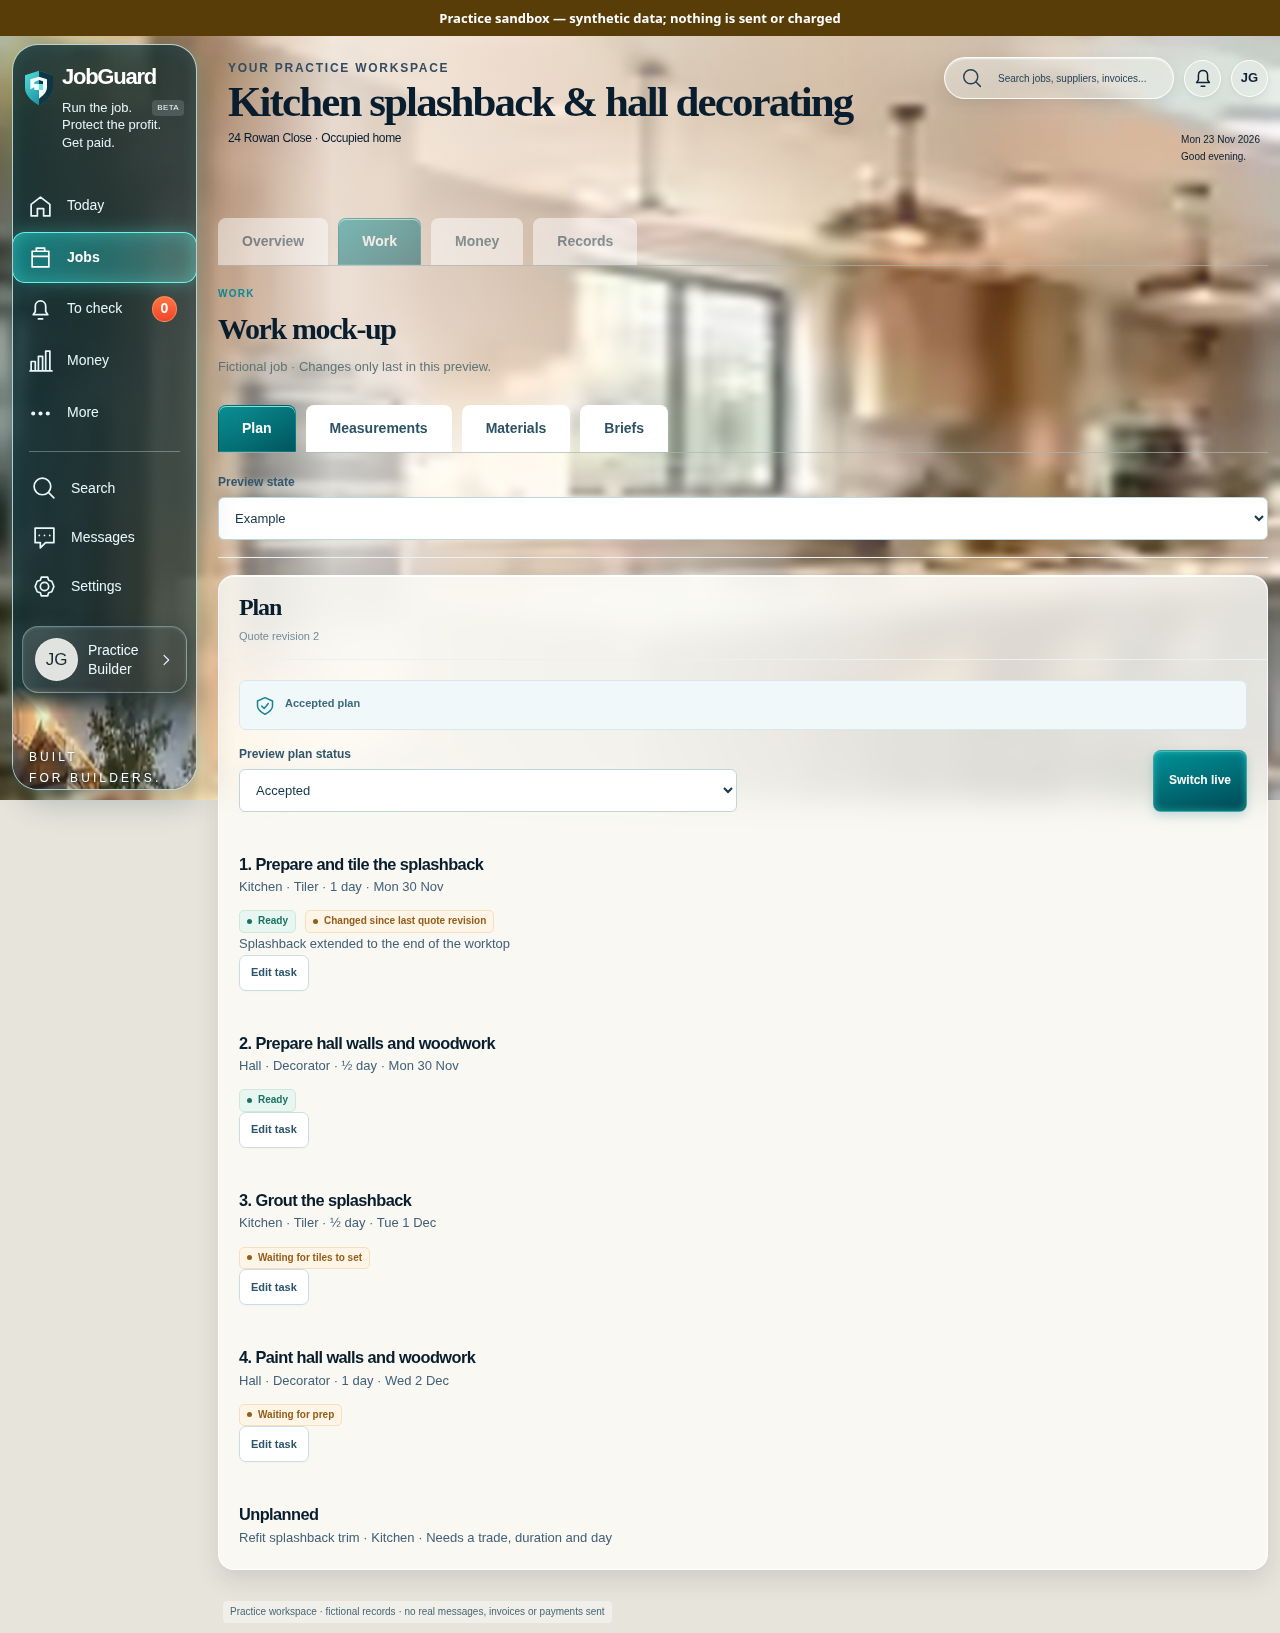 Practice sandbox — synthetic data; nothing is sent or charged
JobGuard
Run the job.
BETA
Protect the profit.
Get paid.
Today
Jobs
To check
0
Money
More
Search
Messages
Settings
JG
Practice
Builder
BUILT
FOR BUILDERS.
YOUR PRACTICE WORKSPACE
Kitchen splashback & hall decorating
24 Rowan Close · Occupied home
Search jobs, suppliers, invoices...
JG
Mon 23 Nov 2026
Good evening.
Overview
Work
Money
Records
WORK
Work mock-up
Fictional job · Changes only last in this preview.
Plan
Measurements
Materials
Briefs
Preview state
Example
Plan
Quote revision 2
Accepted plan
Preview plan status
Accepted
Switch live
1. Prepare and tile the splashback
Kitchen · Tiler · 1 day · Mon 30 Nov
Ready
Changed since last quote revision
Splashback extended to the end of the worktop
Edit task
2. Prepare hall walls and woodwork
Hall · Decorator · ½ day · Mon 30 Nov
Ready
Edit task
3. Grout the splashback
Kitchen · Tiler · ½ day · Tue 1 Dec
Waiting for tiles to set
Edit task
4. Paint hall walls and woodwork
Hall · Decorator · 1 day · Wed 2 Dec
Waiting for prep
Edit task
Unplanned
Refit splashback trim · Kitchen · Needs a trade, duration and day
Practice workspace · fictional records · no real messages, invoices or payments sent